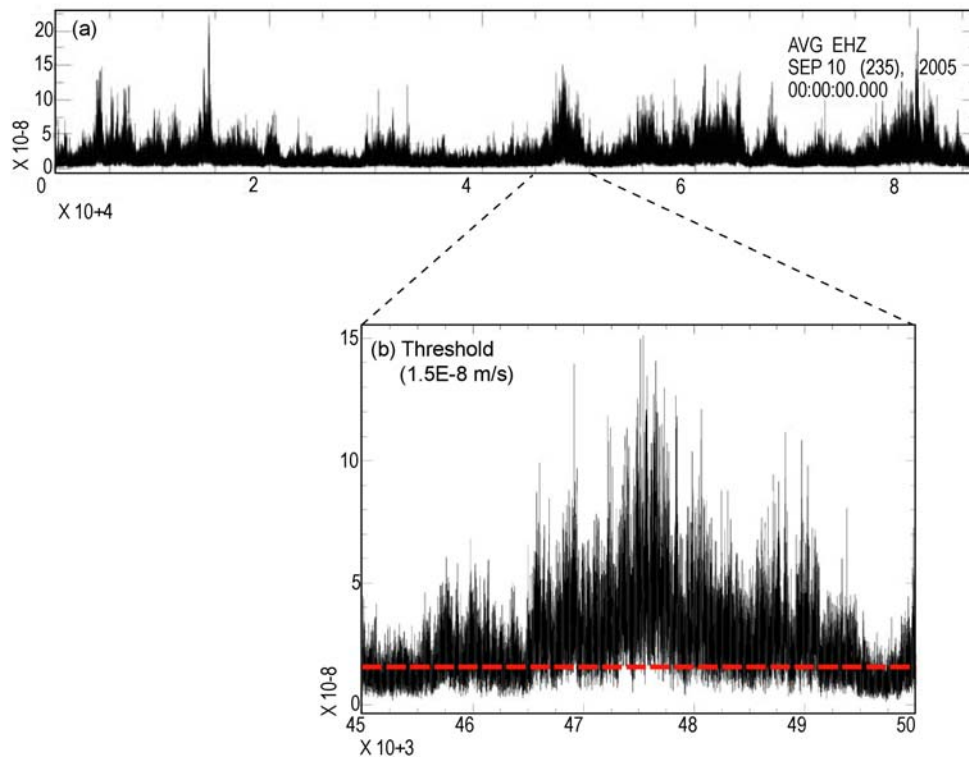 (a)
AVG EHZ
SEP 10 (235), 2005
00:00:00.000
20
15
10
5
0
X 10-8
0 2 4 6 8
X 10+4
(b) Threshold
(1.5E-8 m/s)
15
10
5
0
X 10-8
45 46 47 48 49 50
X 10+3